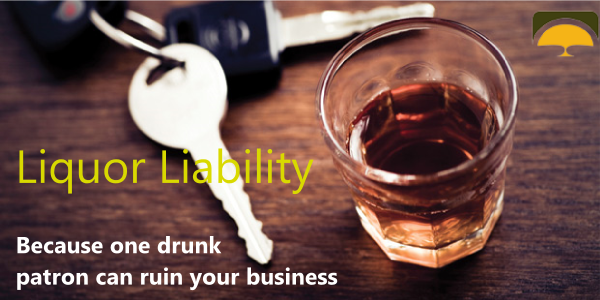 Liquor Liability
Because one drunk
patron can ruin your business